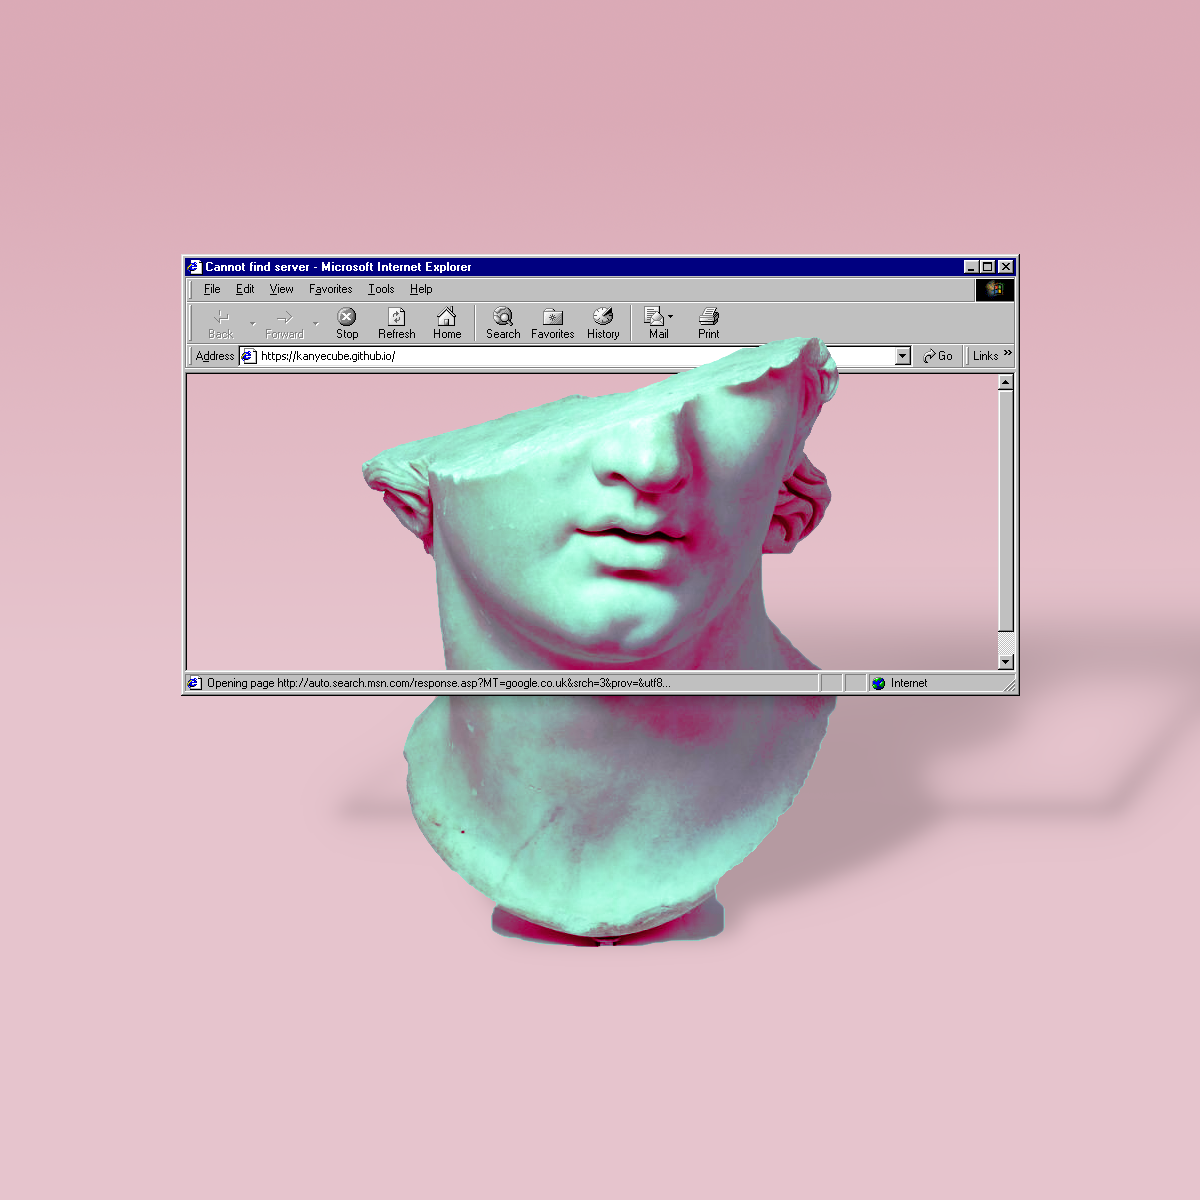 Cannot find server - Microsoft Internet Explorer
File Edit View Favorites Tools Help
Back Forward Stop Refresh Home Search Favorites History Mail Print
Address https://kanyecube.github.io/ Go Links »
Opening page http://auto.search.msn.com/response.asp?MT=google.co.uk&srch=3&prov=&utf8... Internet